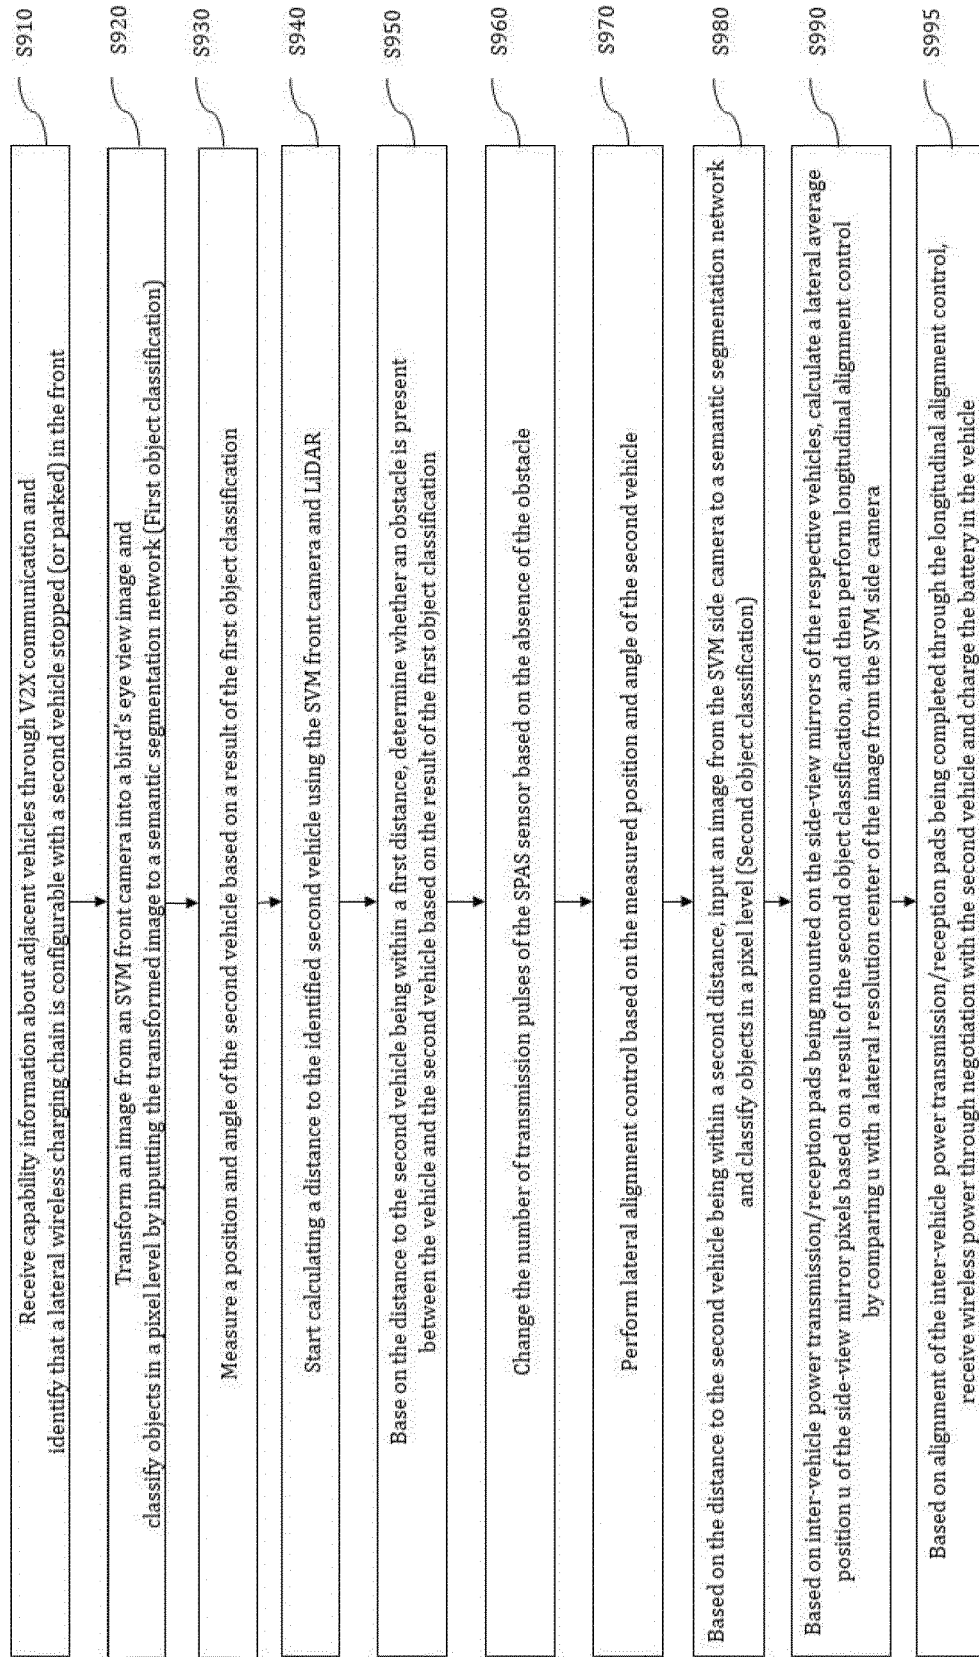 Receive capability information about adjacent vehicles through V2X communication and
identify that a lateral wireless charging chain is configurable with a second vehicle stopped (or parked) in the front
S910
Transform an image from an SVM front camera into a bird's eye view image and
classify objects in a pixel level by inputting the transformed image to a semantic segmentation network (First object classification)
S920
Measure a position and angle of the second vehicle based on a result of the first object classification
S930
Start calculating a distance to the identified second vehicle using the SVM front camera and LiDAR
S940
Base on the distance to the second vehicle being within a first distance, determine whether an obstacle is present
between the vehicle and the second vehicle based on the result of the first object classification
S950
Change the number of transmission pulses of the SPAS sensor based on the absence of the obstacle
S960
Perform lateral alignment control based on the measured position and angle of the second vehicle
S970
Based on the distance to the second vehicle being within a second distance, input an image from the SVM side camera to a semantic segmentation network
and classify objects in a pixel level (Second object classification)
S980
Based on inter-vehicle power transmission/reception pads being mounted on the side-view mirrors of the respective vehicles, calculate a lateral average
position u of the side-view mirror pixels based on a result of the second object classification, and then perform longitudinal alignment control
by comparing u with a lateral resolution center of the image from the SVM side camera
S990
Based on alignment of the inter-vehicle power transmission/reception pads being completed through the longitudinal alignment control,
receive wireless power through negotiation with the second vehicle and charge the battery in the vehicle
S995